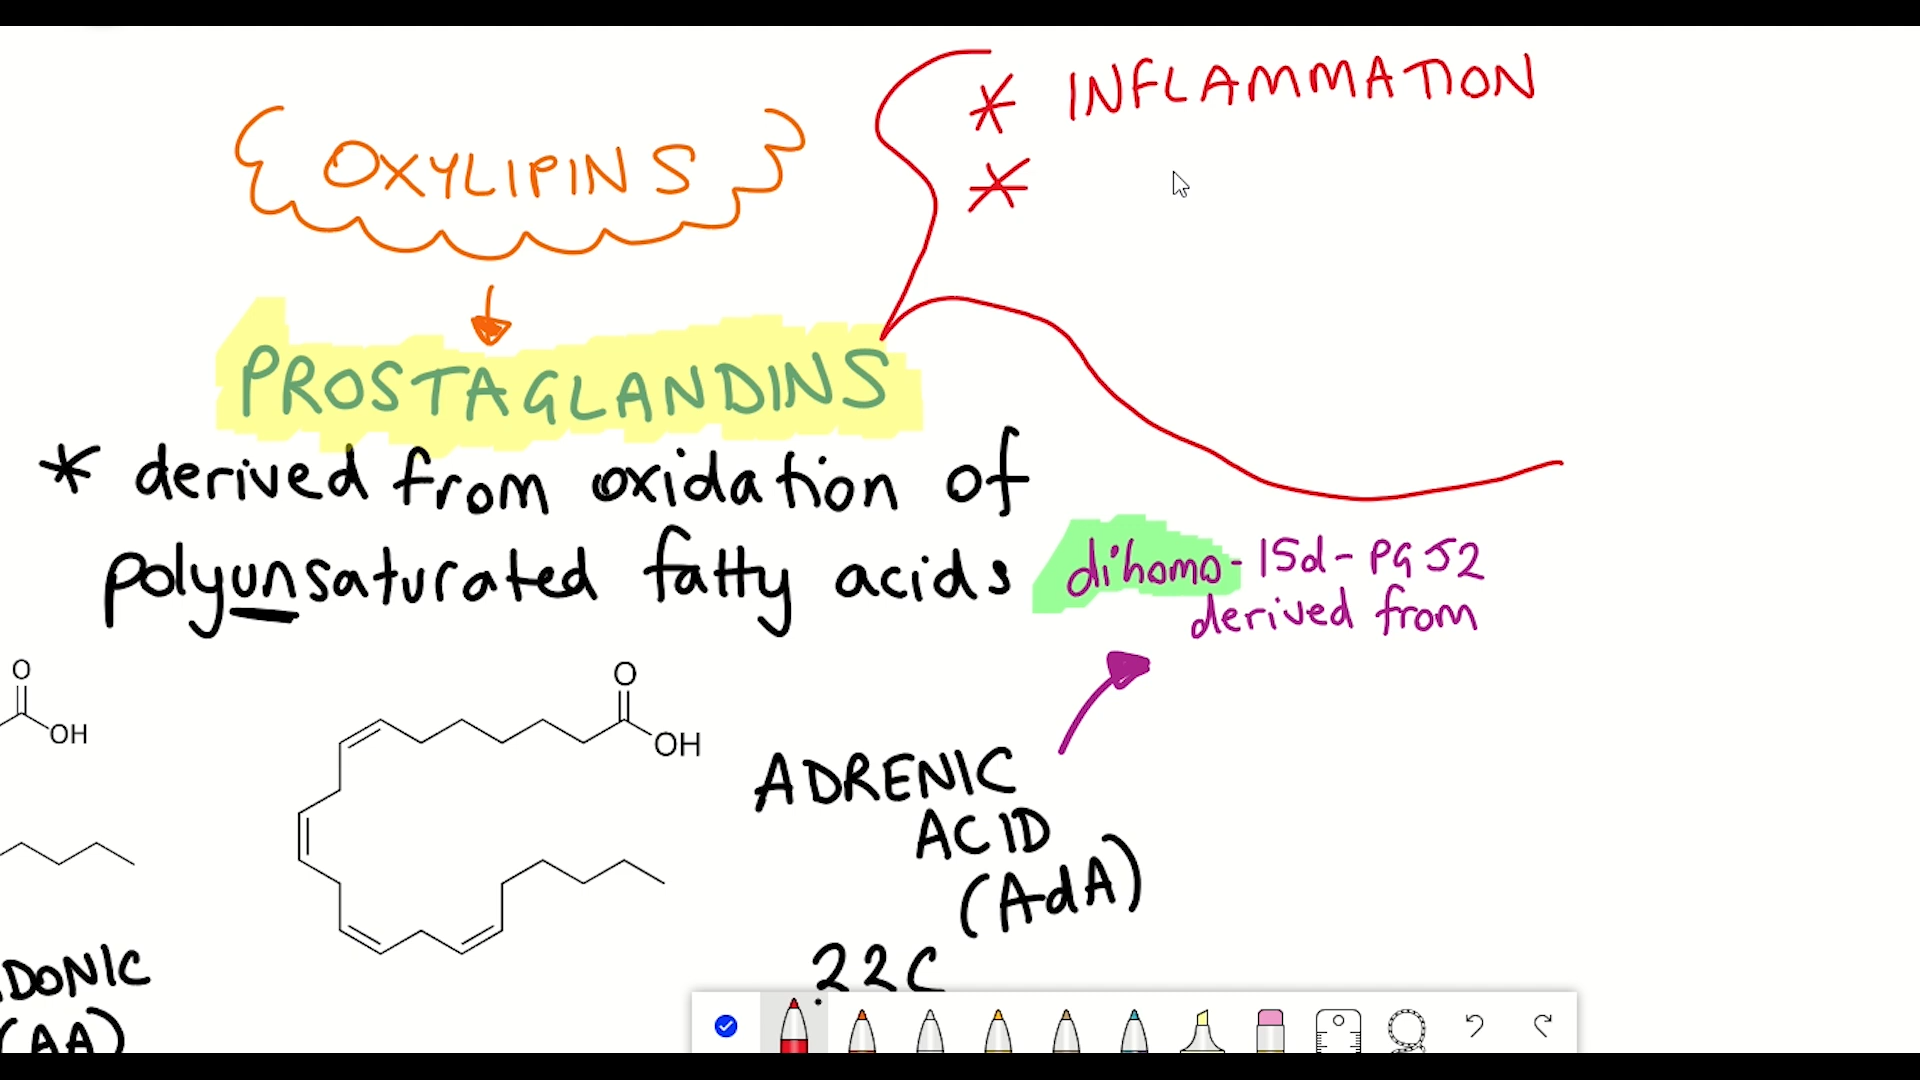 * INFLAMMATION
*
OXYLIPINS
PROSTAGLANDINS
* derived from oxidation of
polyunsaturated fatty acids
dihomo-15d-PGJ2
derived from
O
OH
O
OH
ADRENIC
ACID
(AdA)
22C
DONIC
(AA)